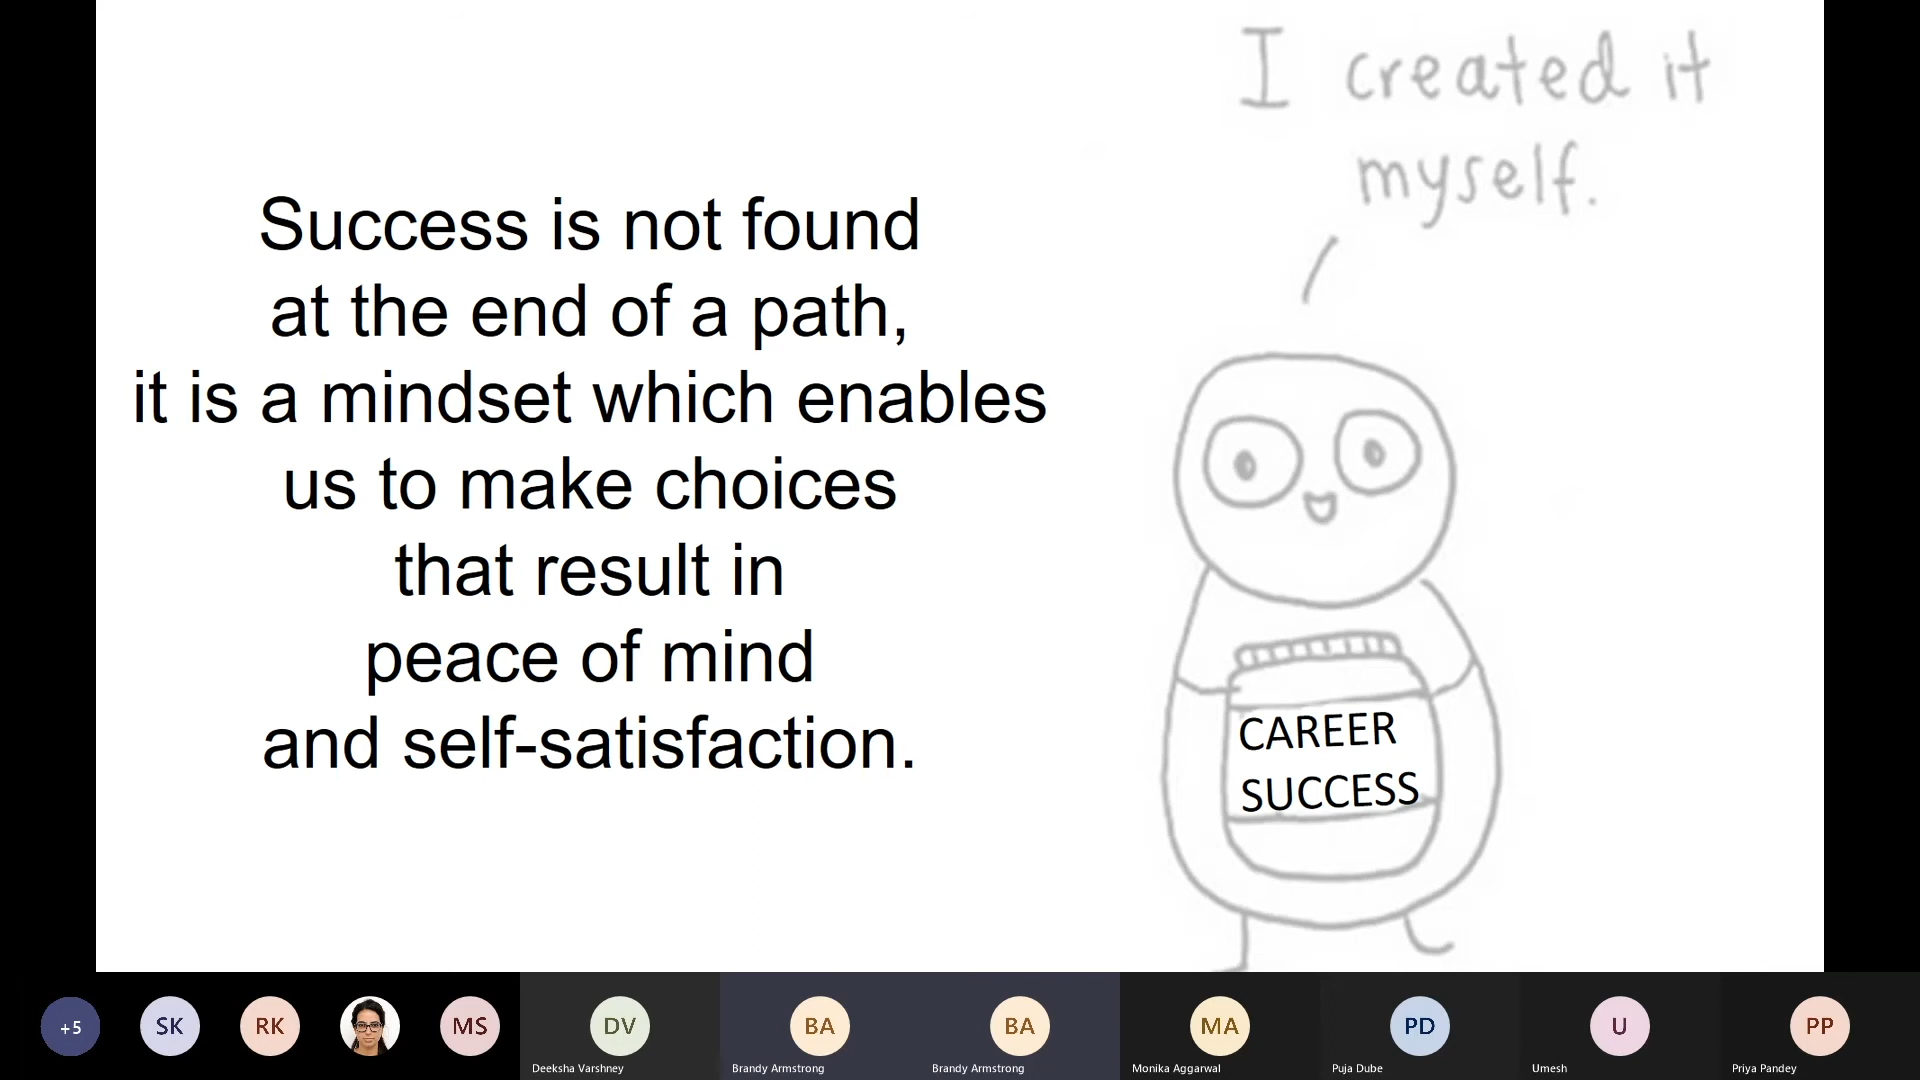 I created it
myself.
Success is not found
at the end of a path,
it is a mindset which enables
us to make choices
that result in
peace of mind
and self-satisfaction.
CAREER
SUCCESS
+5
SK
RK
MS
DV
Deeksha Varshney
BA
Brandy Armstrong
BA
Brandy Armstrong
MA
Monika Aggarwal
PD
Puja Dube
U
Umesh
PP
Priya Pandey